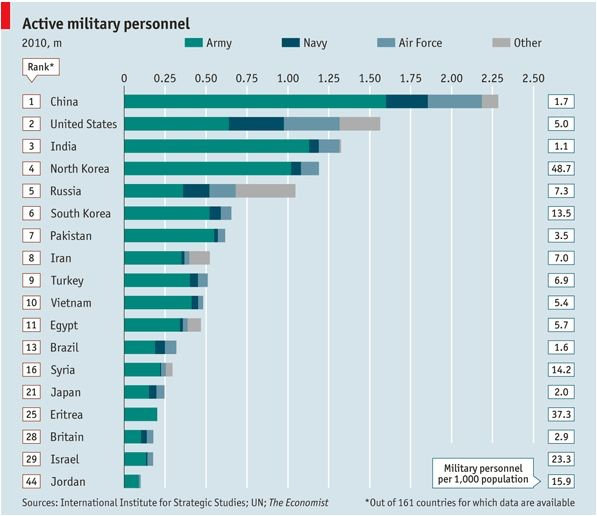 Active military personnel
2010, m
Army Navy Air Force Other
Rank*
0 0.25 0.50 0.75 1.00 1.25 1.50 1.75 2.00 2.25 2.50
1 China 1.7
2 United States 5.0
3 India 1.1
4 North Korea 48.7
5 Russia 7.3
6 South Korea 13.5
7 Pakistan 3.5
8 Iran 7.0
9 Turkey 6.9
10 Vietnam 5.4
11 Egypt 5.7
13 Brazil 1.6
16 Syria 14.2
21 Japan 2.0
25 Eritrea 37.3
28 Britain 2.9
29 Israel 23.3
Military personnel
per 1,000 population
44 Jordan 15.9
Sources: International Institute for Strategic Studies; UN; The Economist *Out of 161 countries for which data are available